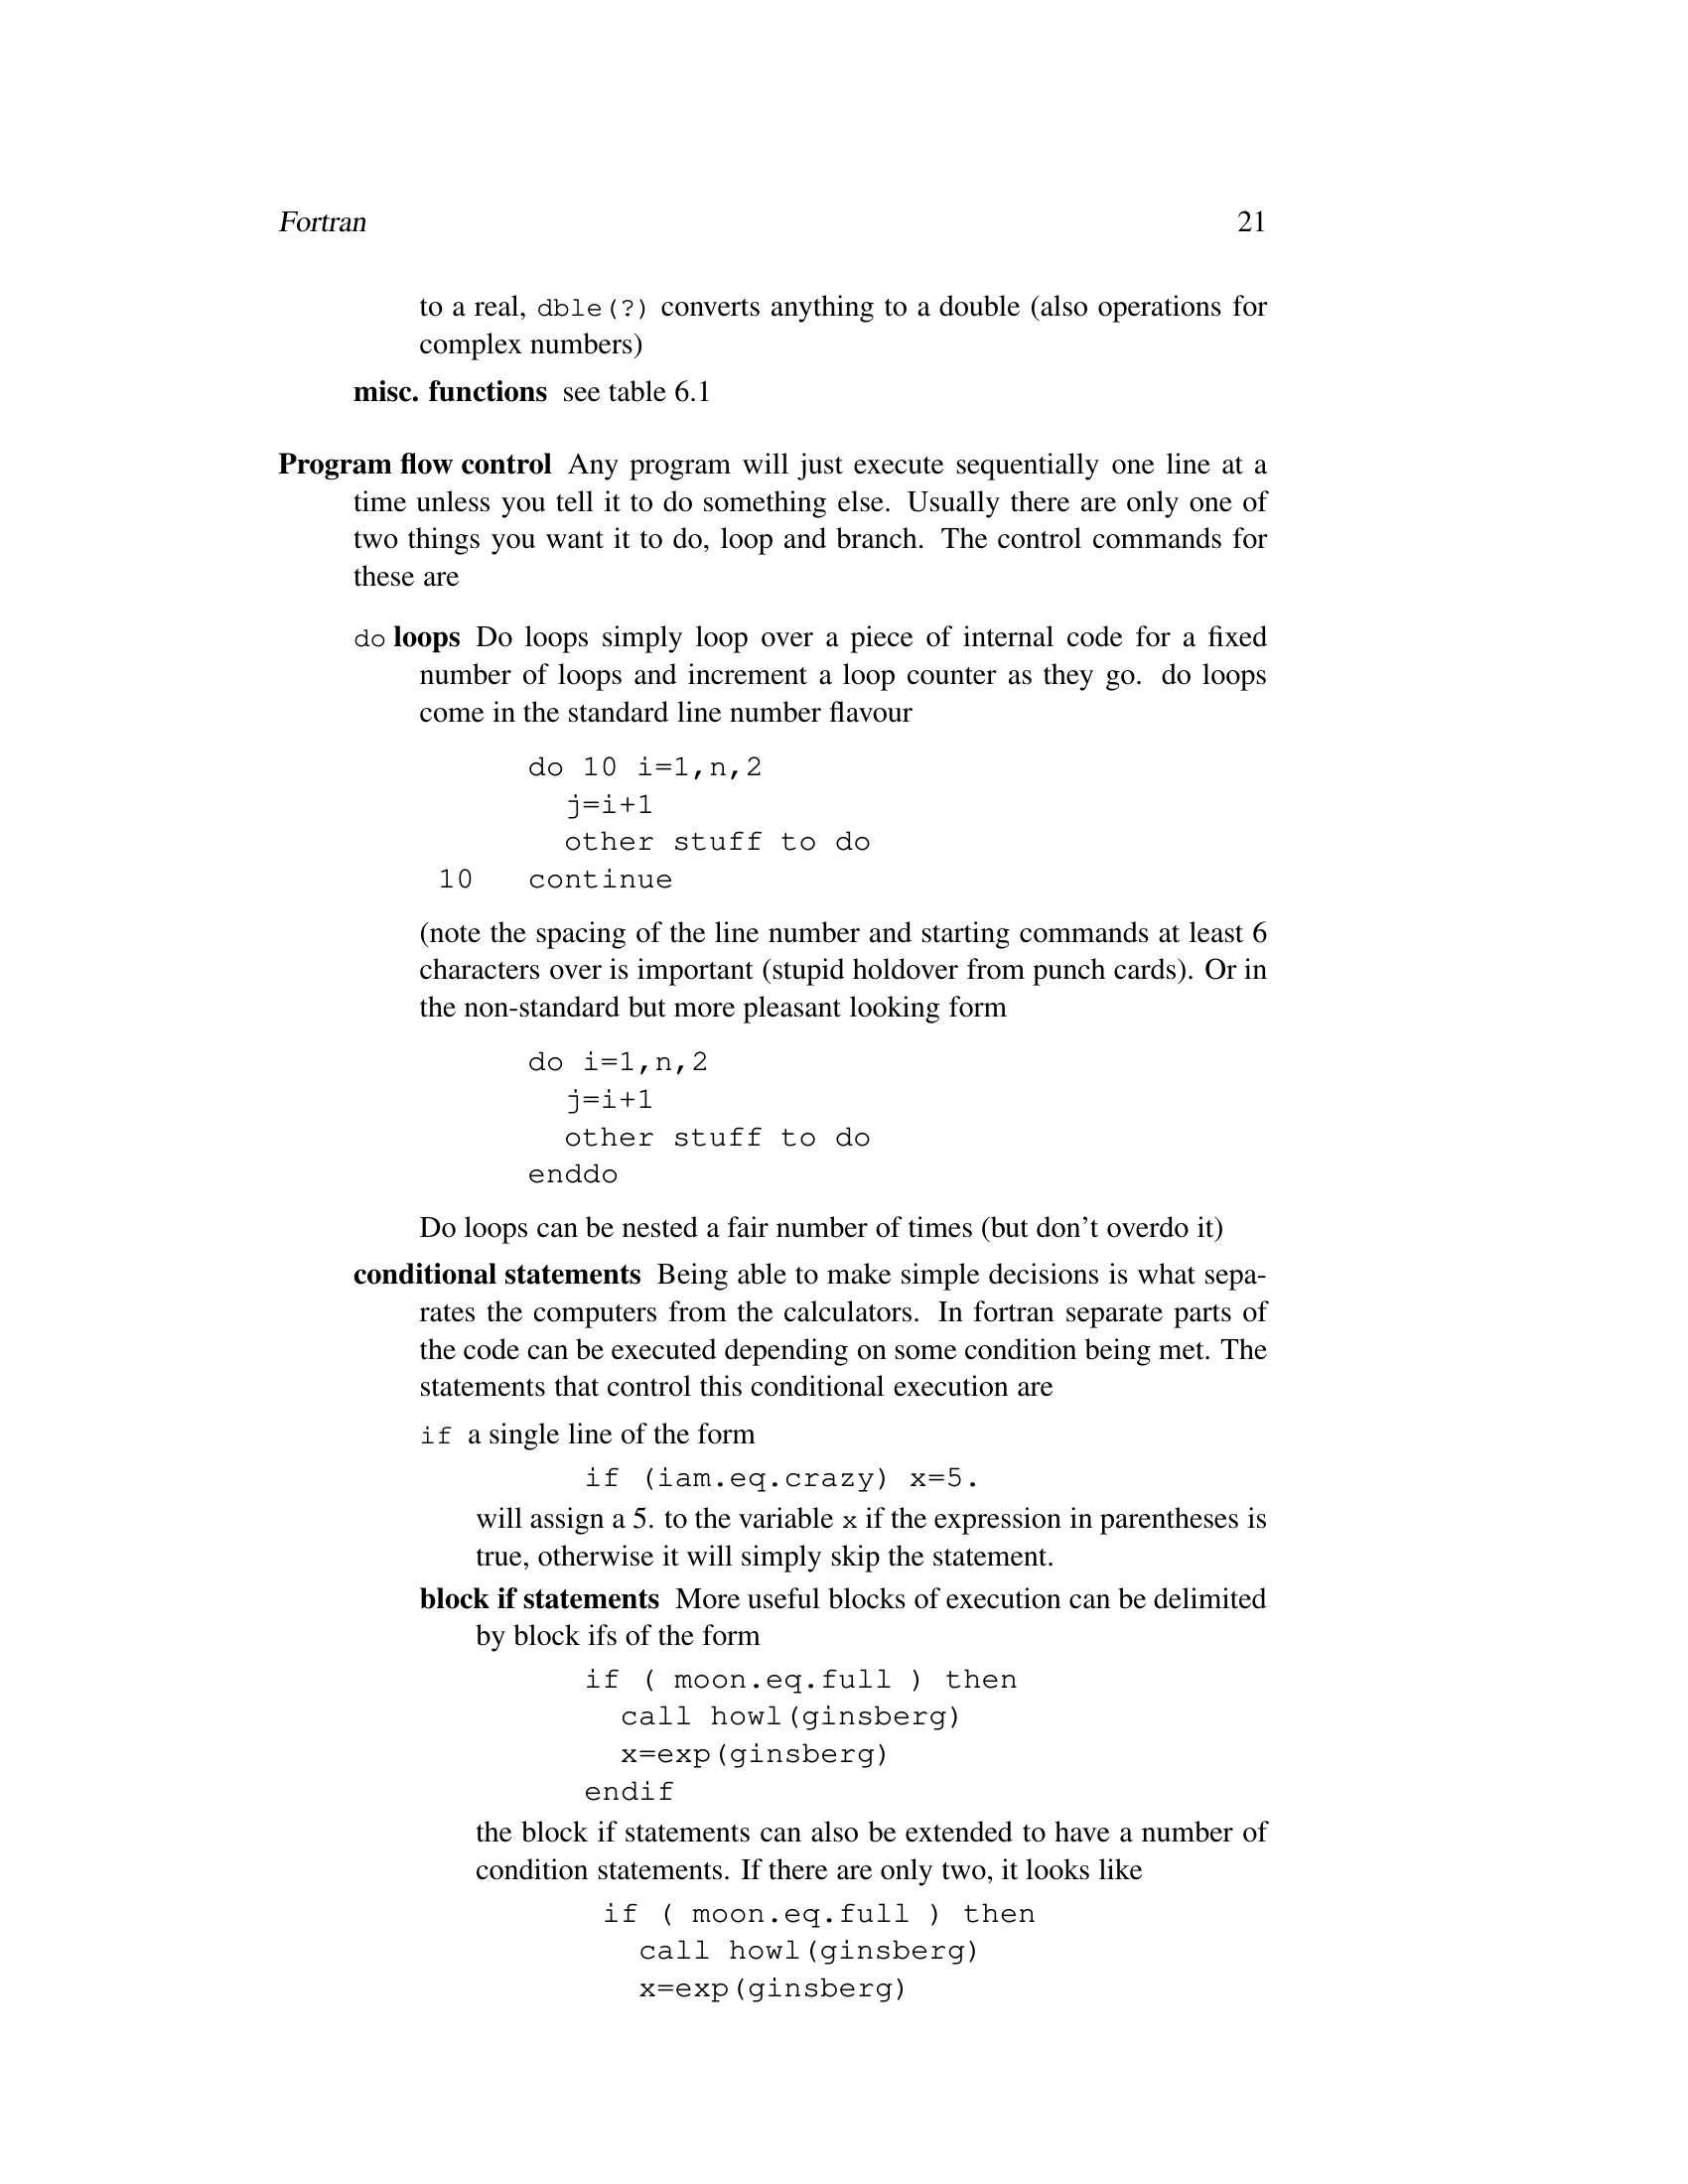 Fortran 21
to a real, dble(?) converts anything to a double (also operations for
complex numbers)
misc. functions see table 6.1
Program flow control Any program will just execute sequentially one line at a
time unless you tell it to do something else. Usually there are only one of
two things you want it to do, loop and branch. The control commands for
these are
do loops Do loops simply loop over a piece of internal code for a fixed
number of loops and increment a loop counter as they go. do loops
come in the standard line number flavour
do 10 i=1,n,2
j=i+1
other stuff to do
10 continue
(note the spacing of the line number and starting commands at least 6
characters over is important (stupid holdover from punch cards). Or in
the non-standard but more pleasant looking form
do i=1,n,2
j=i+1
other stuff to do
enddo
Do loops can be nested a fair number of times (but don't overdo it)
conditional statements Being able to make simple decisions is what sepa-
rates the computers from the calculators. In fortran separate parts of
the code can be executed depending on some condition being met. The
statements that control this conditional execution are
if a single line of the form
if (iam.eq.crazy) x=5.
will assign a 5. to the variable x if the expression in parentheses is
true, otherwise it will simply skip the statement.
block if statements More useful blocks of execution can be delimited
by block ifs of the form
if ( moon.eq.full ) then
call howl(ginsberg)
x=exp(ginsberg)
endif
the block if statements can also be extended to have a number of
condition statements. If there are only two, it looks like
if ( moon.eq.full ) then
call howl(ginsberg)
x=exp(ginsberg)